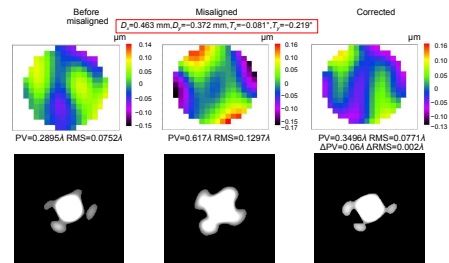 Before
misaligned
Misaligned
Corrected
Dx=0.463 mm,Dy=−0.372 mm,Tx=−0.081°,Ty=−0.219°
μm
0.14
0.10
0.05
0
−0.05
−0.10
−0.15
μm
0.16
0.10
0.05
0
−0.05
−0.10
−0.15
−0.17
μm
0.16
0.10
0.05
0
−0.05
−0.10
−0.13
PV=0.2895λ RMS=0.0752λ
PV=0.617λ RMS=0.1297λ
PV=0.3496λ RMS=0.0771λ
ΔPV=0.06λ ΔRMS=0.002λ